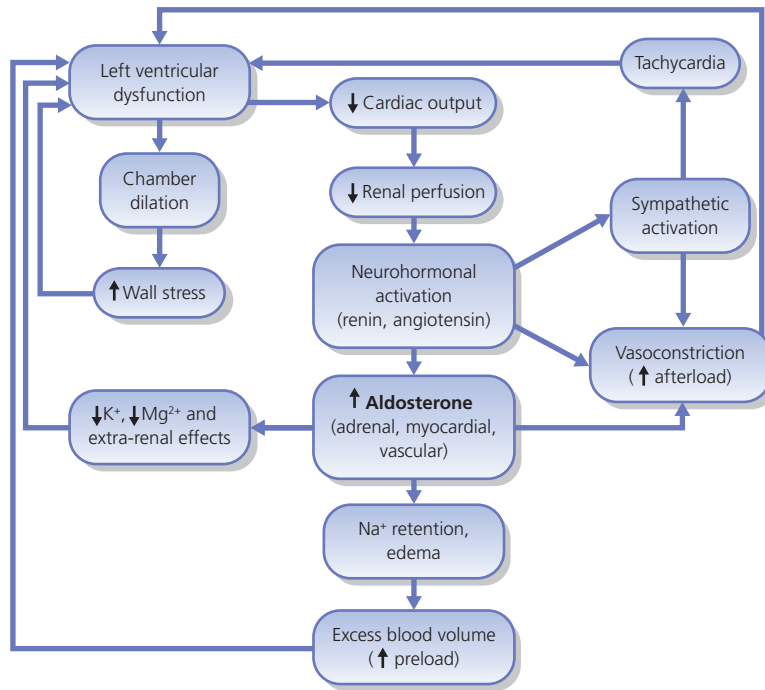 Left ventricular
dysfunction
Tachycardia
↓ Cardiac output
Chamber
dilation
↓ Renal perfusion
Sympathetic
activation
Neurohormonal
activation
(renin, angiotensin)
↑ Wall stress
Vasoconstriction
(↑ afterload)
↑ Aldosterone
(adrenal, myocardial,
vascular)
↓K⁺, ↓Mg²⁺ and
extra-renal effects
Na⁺ retention,
edema
Excess blood volume
(↑ preload)